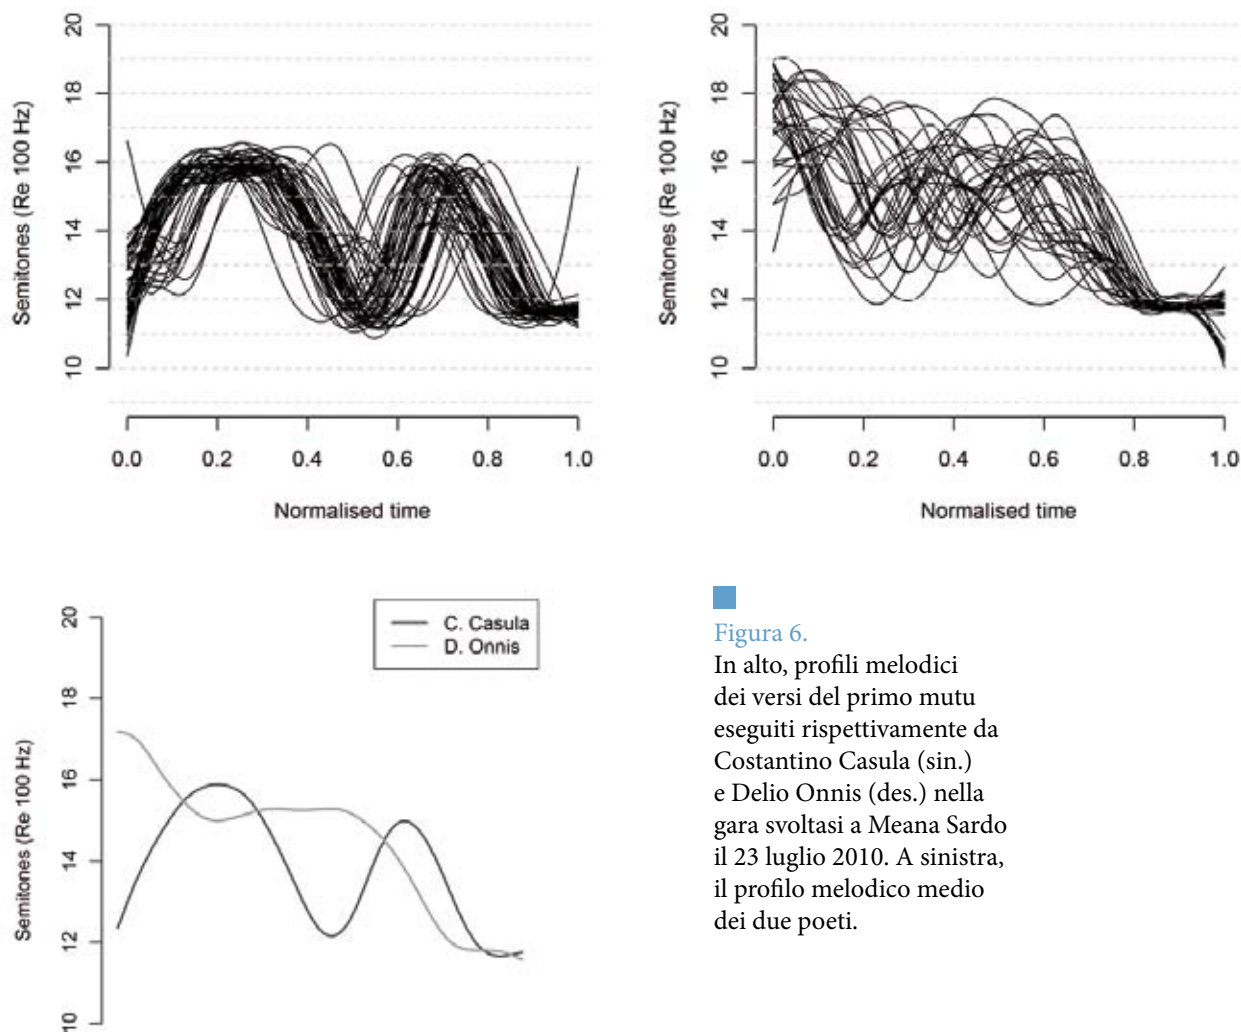 20
18
16
14
12
10
Semitones (Re 100 Hz)
0.0 0.2 0.4 0.6 0.8 1.0
Normalised time
20
18
16
14
12
10
Semitones (Re 100 Hz)
0.0 0.2 0.4 0.6 0.8 1.0
Normalised time
20
18
16
14
12
10
Semitones (Re 100 Hz)
C. Casula
D. Onnis
Figura 6.
In alto, profili melodici
dei versi del primo mutu
eseguiti rispettivamente da
Costantino Casula (sin.)
e Delio Onnis (des.) nella
gara svoltasi a Meana Sardo
il 23 luglio 2010. A sinistra,
il profilo melodico medio
dei due poeti.